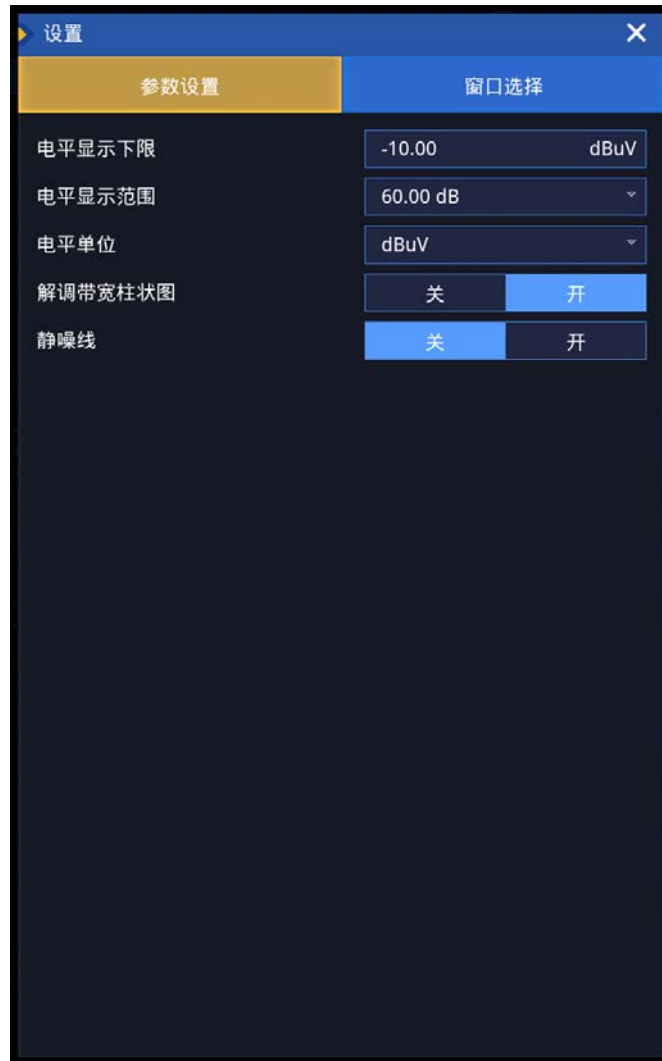 设置
参数设置 窗口选择
电平显示下限 -10.00 dBuV
电平显示范围 60.00 dB
电平单位 dBuV
解调带宽柱状图 关 开
静噪线 关 开